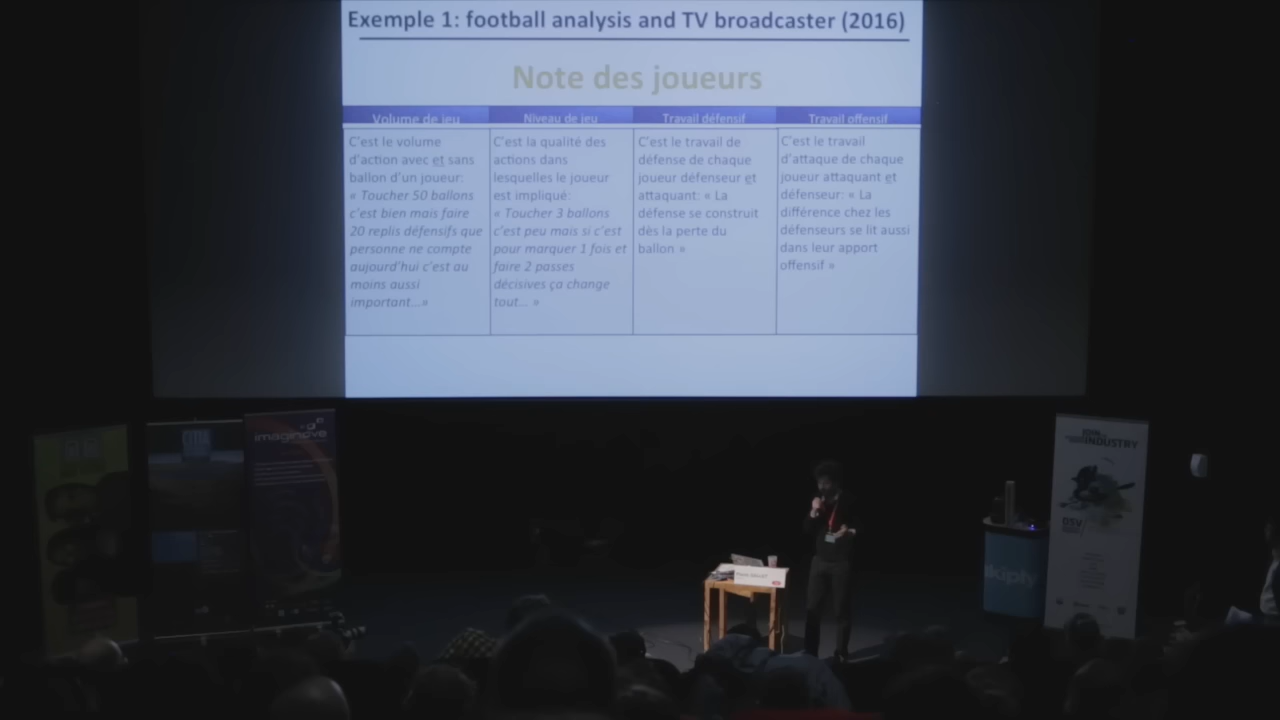 Exemple 1: football analysis and TV broadcaster (2016)
Note des joueurs
Volume de jeu
C'est le volume
d'action avec et sans
ballon d'un joueur:
« Toucher 50 ballons
c'est bien mais faire
20 replis défensifs que
personne ne compte
aujourd'hui c'est au
moins aussi
important...»
Niveau de jeu
C'est la qualité des
actions dans
lesquelles le joueur
est impliqué:
« Toucher 3 ballons
c'est peu mais si c'est
pour marquer 1 fois et
faire 2 passes
décisives ça change
tout... »
Travail défensif
C'est le travail de
défense de chaque
joueur défenseur et
attaquant: « La
défense se construit
dès la perte du
ballon »
Travail offensif
C'est le travail
d'attaque de chaque
joueur attaquant et
défenseur: « La
différence chez les
défenseurs se lit aussi
dans leur apport
offensif »
imaginove
INDUSTRY
DSV
skiply